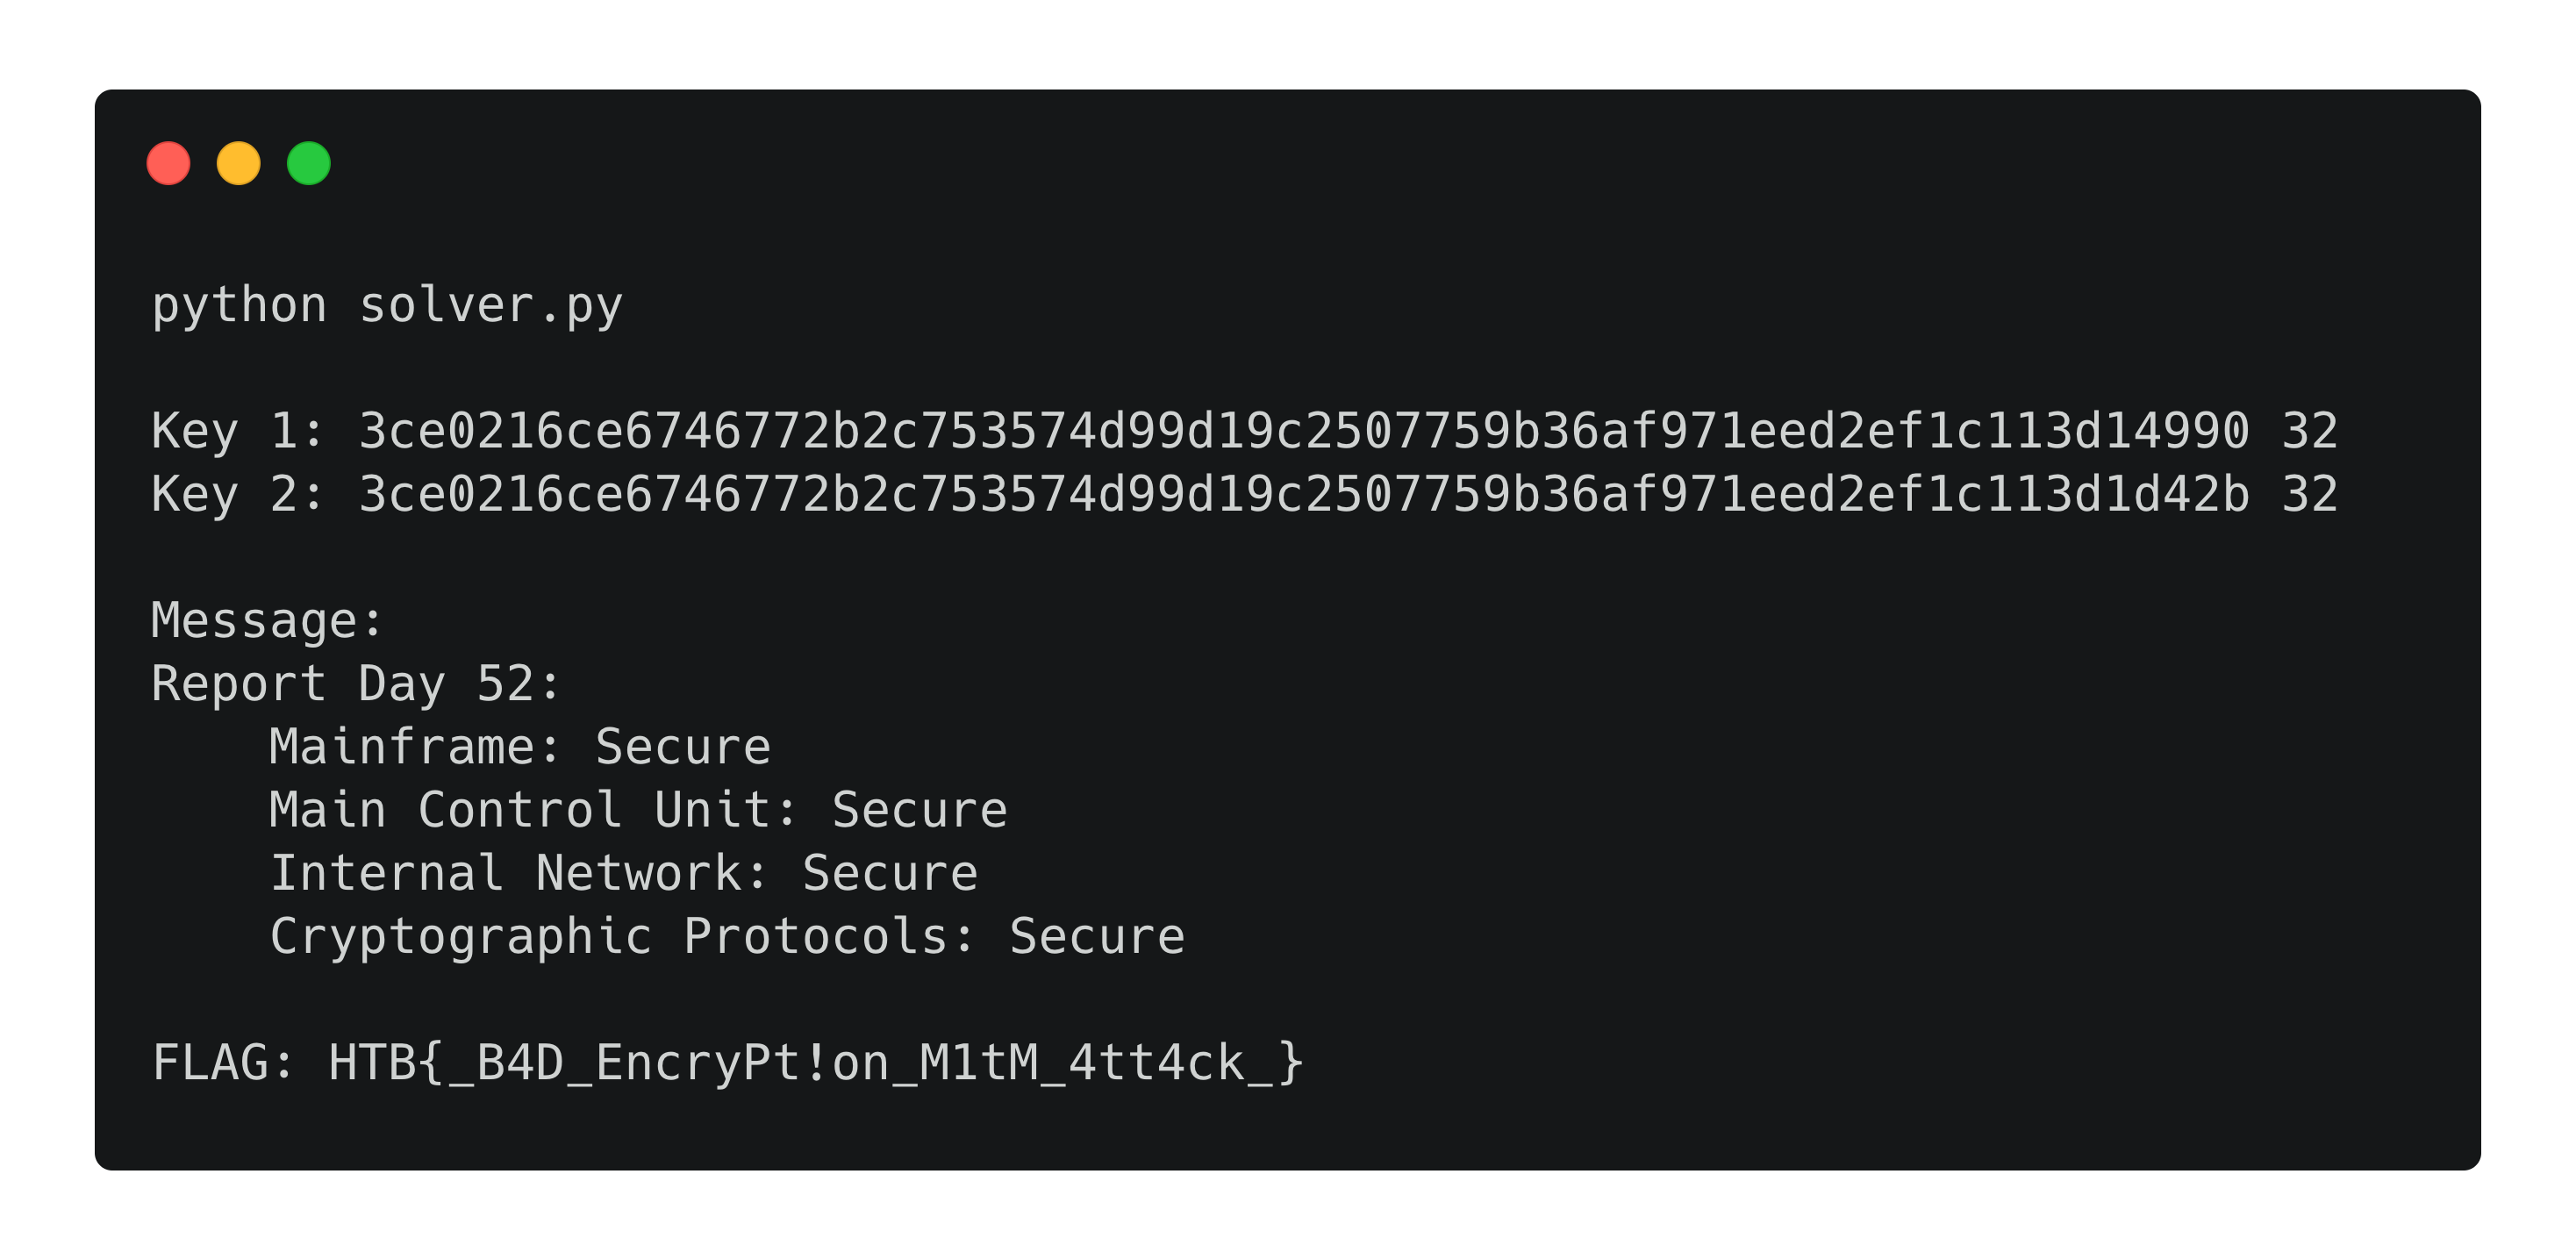 python solver.py
Key 1: 3ce0216ce6746772b2c753574d99d19c2507759b36af971eed2ef1c113d14990 32
Key 2: 3ce0216ce6746772b2c753574d99d19c2507759b36af971eed2ef1c113d1d42b 32
Message:
Report Day 52:
    Mainframe: Secure
    Main Control Unit: Secure
    Internal Network: Secure
    Cryptographic Protocols: Secure
FLAG: HTB{_B4D_EncryPt!on_M1tM_4tt4ck_}